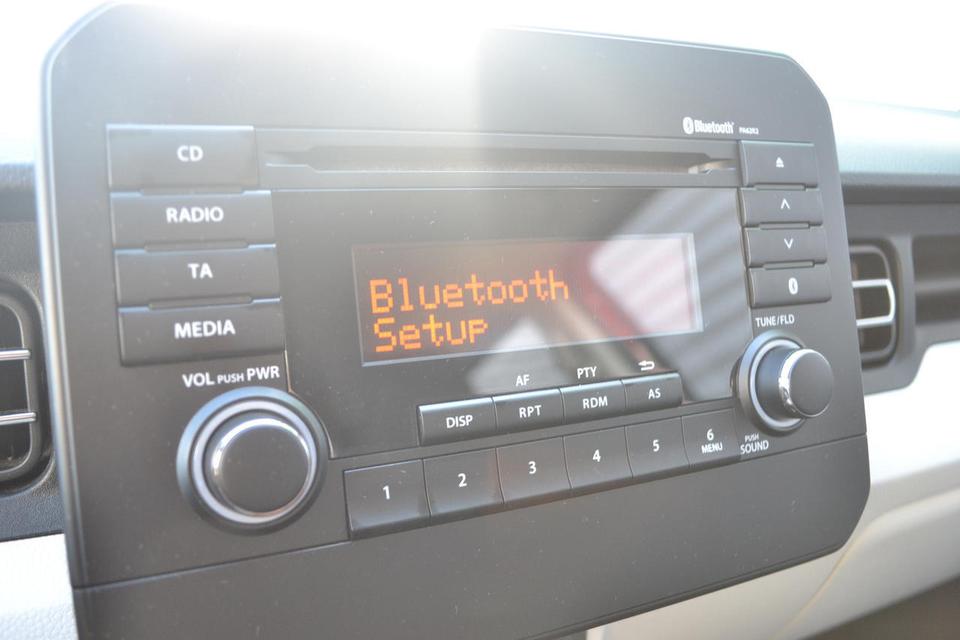 Bluetooth PA62R2
CD
RADIO
TA
MEDIA
Bluetooth
Setup
VOL PUSH PWR
TUNE/FLD
AF PTY
DISP RPT RDM AS
1 2 3 4 5 6 MENU
PUSH
SOUND